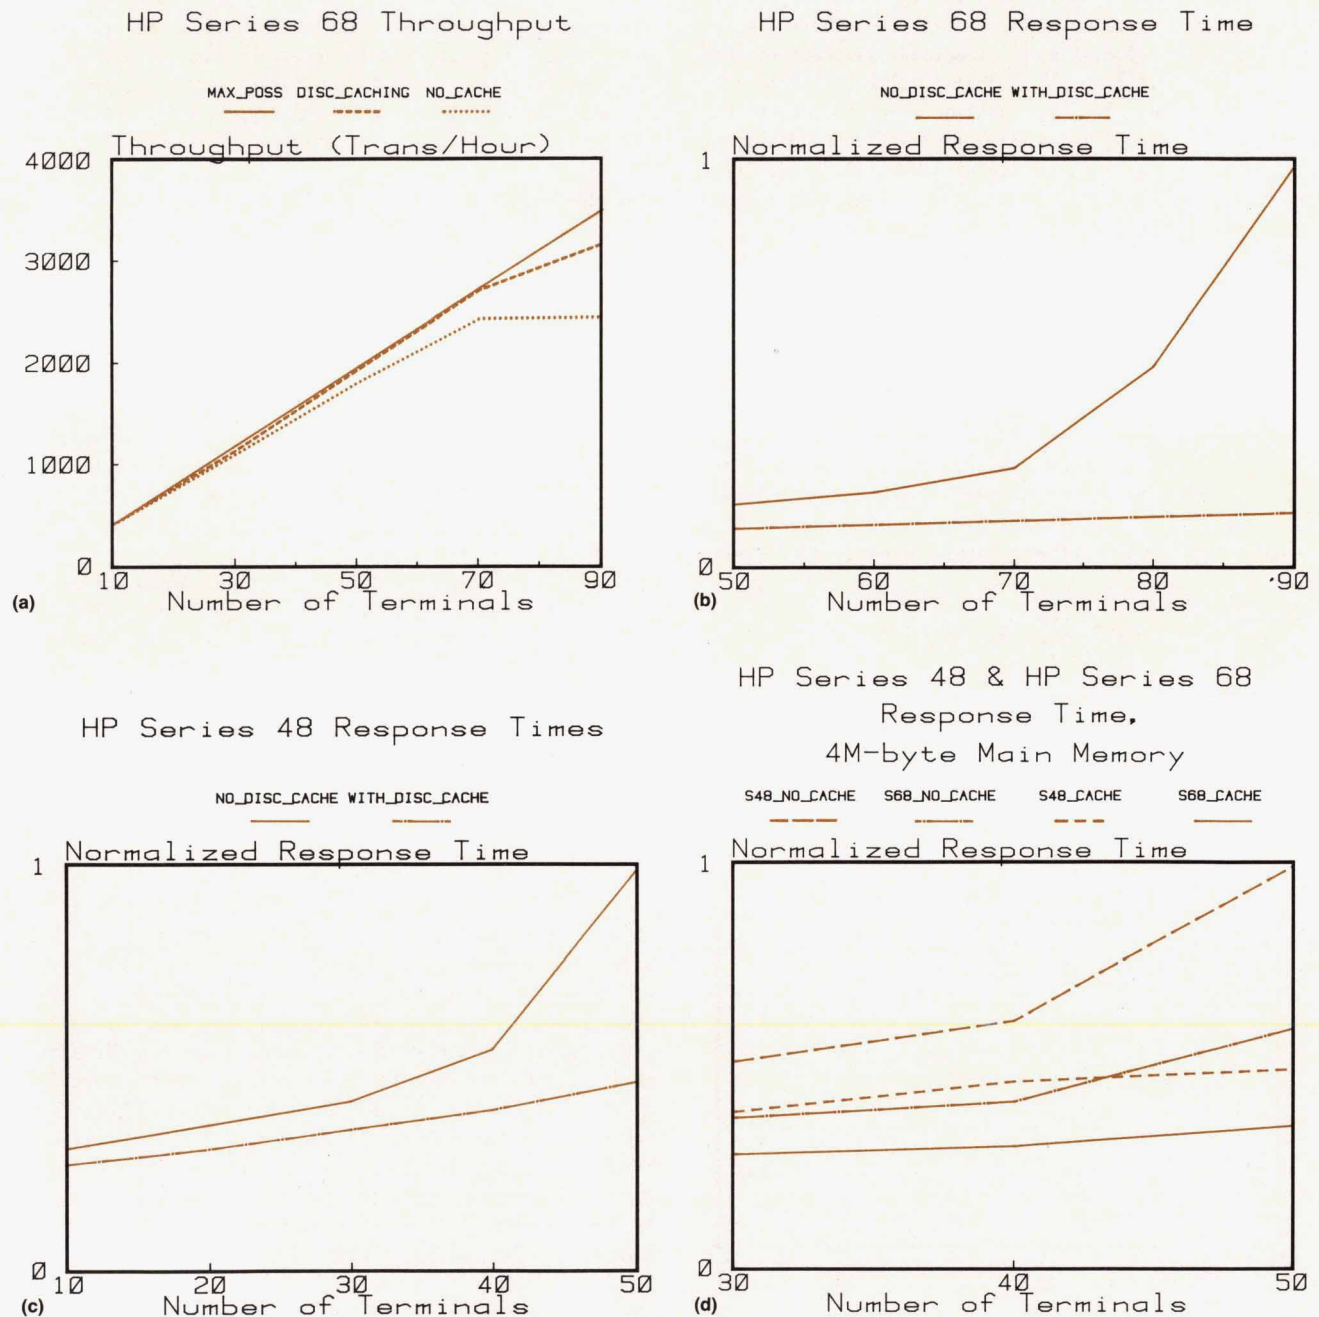 HP Series 68 Throughput
MAX_POSS DISC_CACHING NO_CACHE
Throughput (Trans/Hour)
4000
3000
2000
1000
0
10 30 50 70 90
Number of Terminals
(a)
HP Series 68 Response Time
NO_DISC_CACHE WITH_DISC_CACHE
Normalized Response Time
1
0
50 60 70 80 90
Number of Terminals
(b)
HP Series 48 Response Times
NO_DISC_CACHE WITH_DISC_CACHE
Normalized Response Time
1
0
10 20 30 40 50
Number of Terminals
(c)
HP Series 48 & HP Series 68
Response Time,
4M-byte Main Memory
S48_NO_CACHE S68_NO_CACHE S48_CACHE S68_CACHE
Normalized Response Time
1
0
30 40 50
Number of Terminals
(d)